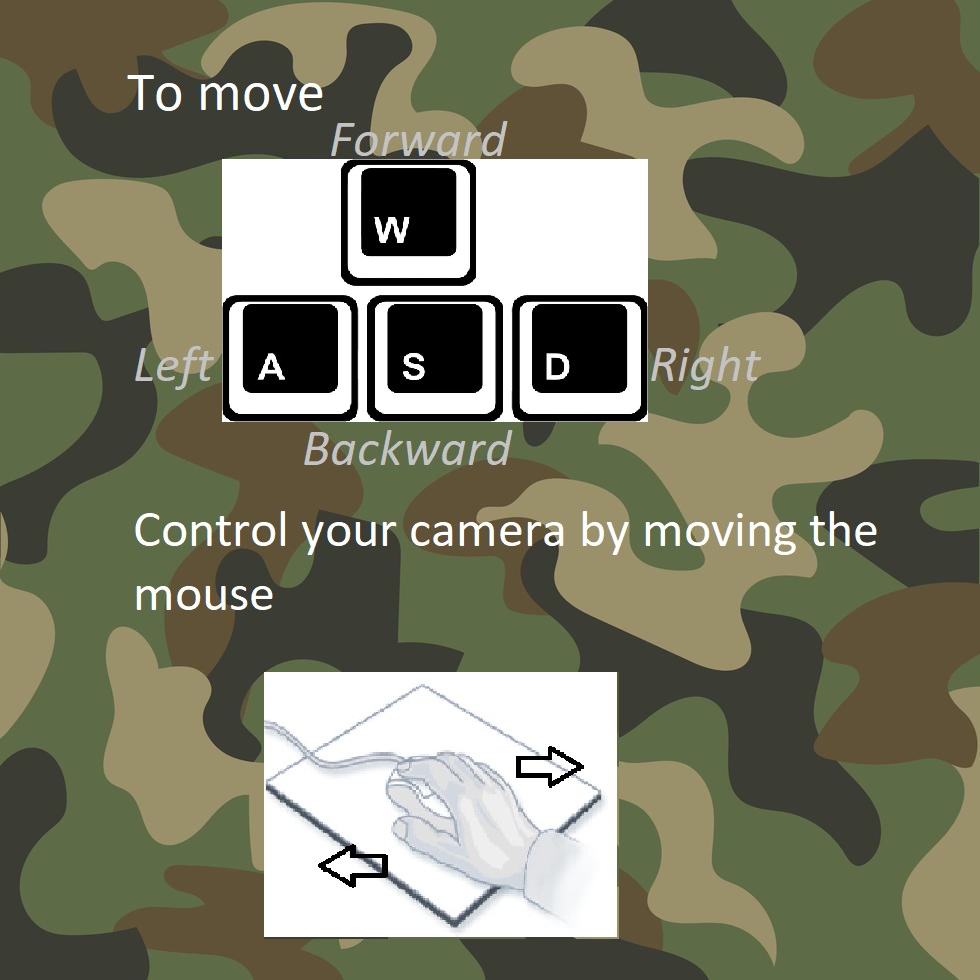 To move
Forward
W
Left A S D Right
Backward
Control your camera by moving the
mouse